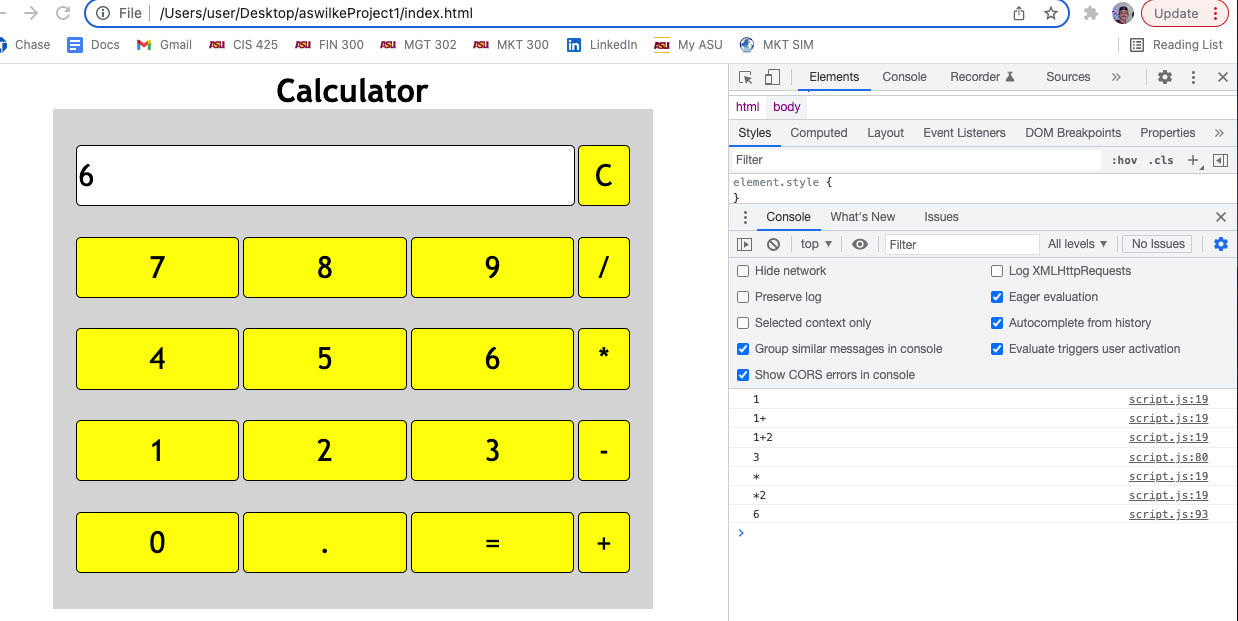 File /Users/user/Desktop/aswilkeProject1/index.html Update
Chase Docs Gmail ASU CIS 425 ASU FIN 300 ASU MGT 302 ASU MKT 300 in LinkedIn ASU My ASU MKT SIM Reading List
Calculator
6 C
7 8 9 /
4 5 6 *
1 2 3 -
0 . = +
Elements Console Recorder Sources »
html body
Styles Computed Layout Event Listeners DOM Breakpoints Properties »
Filter :hov .cls +
element.style {
}
Console What's New Issues
top ▼ Filter All levels ▼ No Issues
Hide network Log XMLHttpRequests
Preserve log Eager evaluation
Selected context only Autocomplete from history
Group similar messages in console Evaluate triggers user activation
Show CORS errors in console
1 script.js:19
1+ script.js:19
1+2 script.js:19
3 script.js:80
* script.js:19
*2 script.js:19
6 script.js:93
>